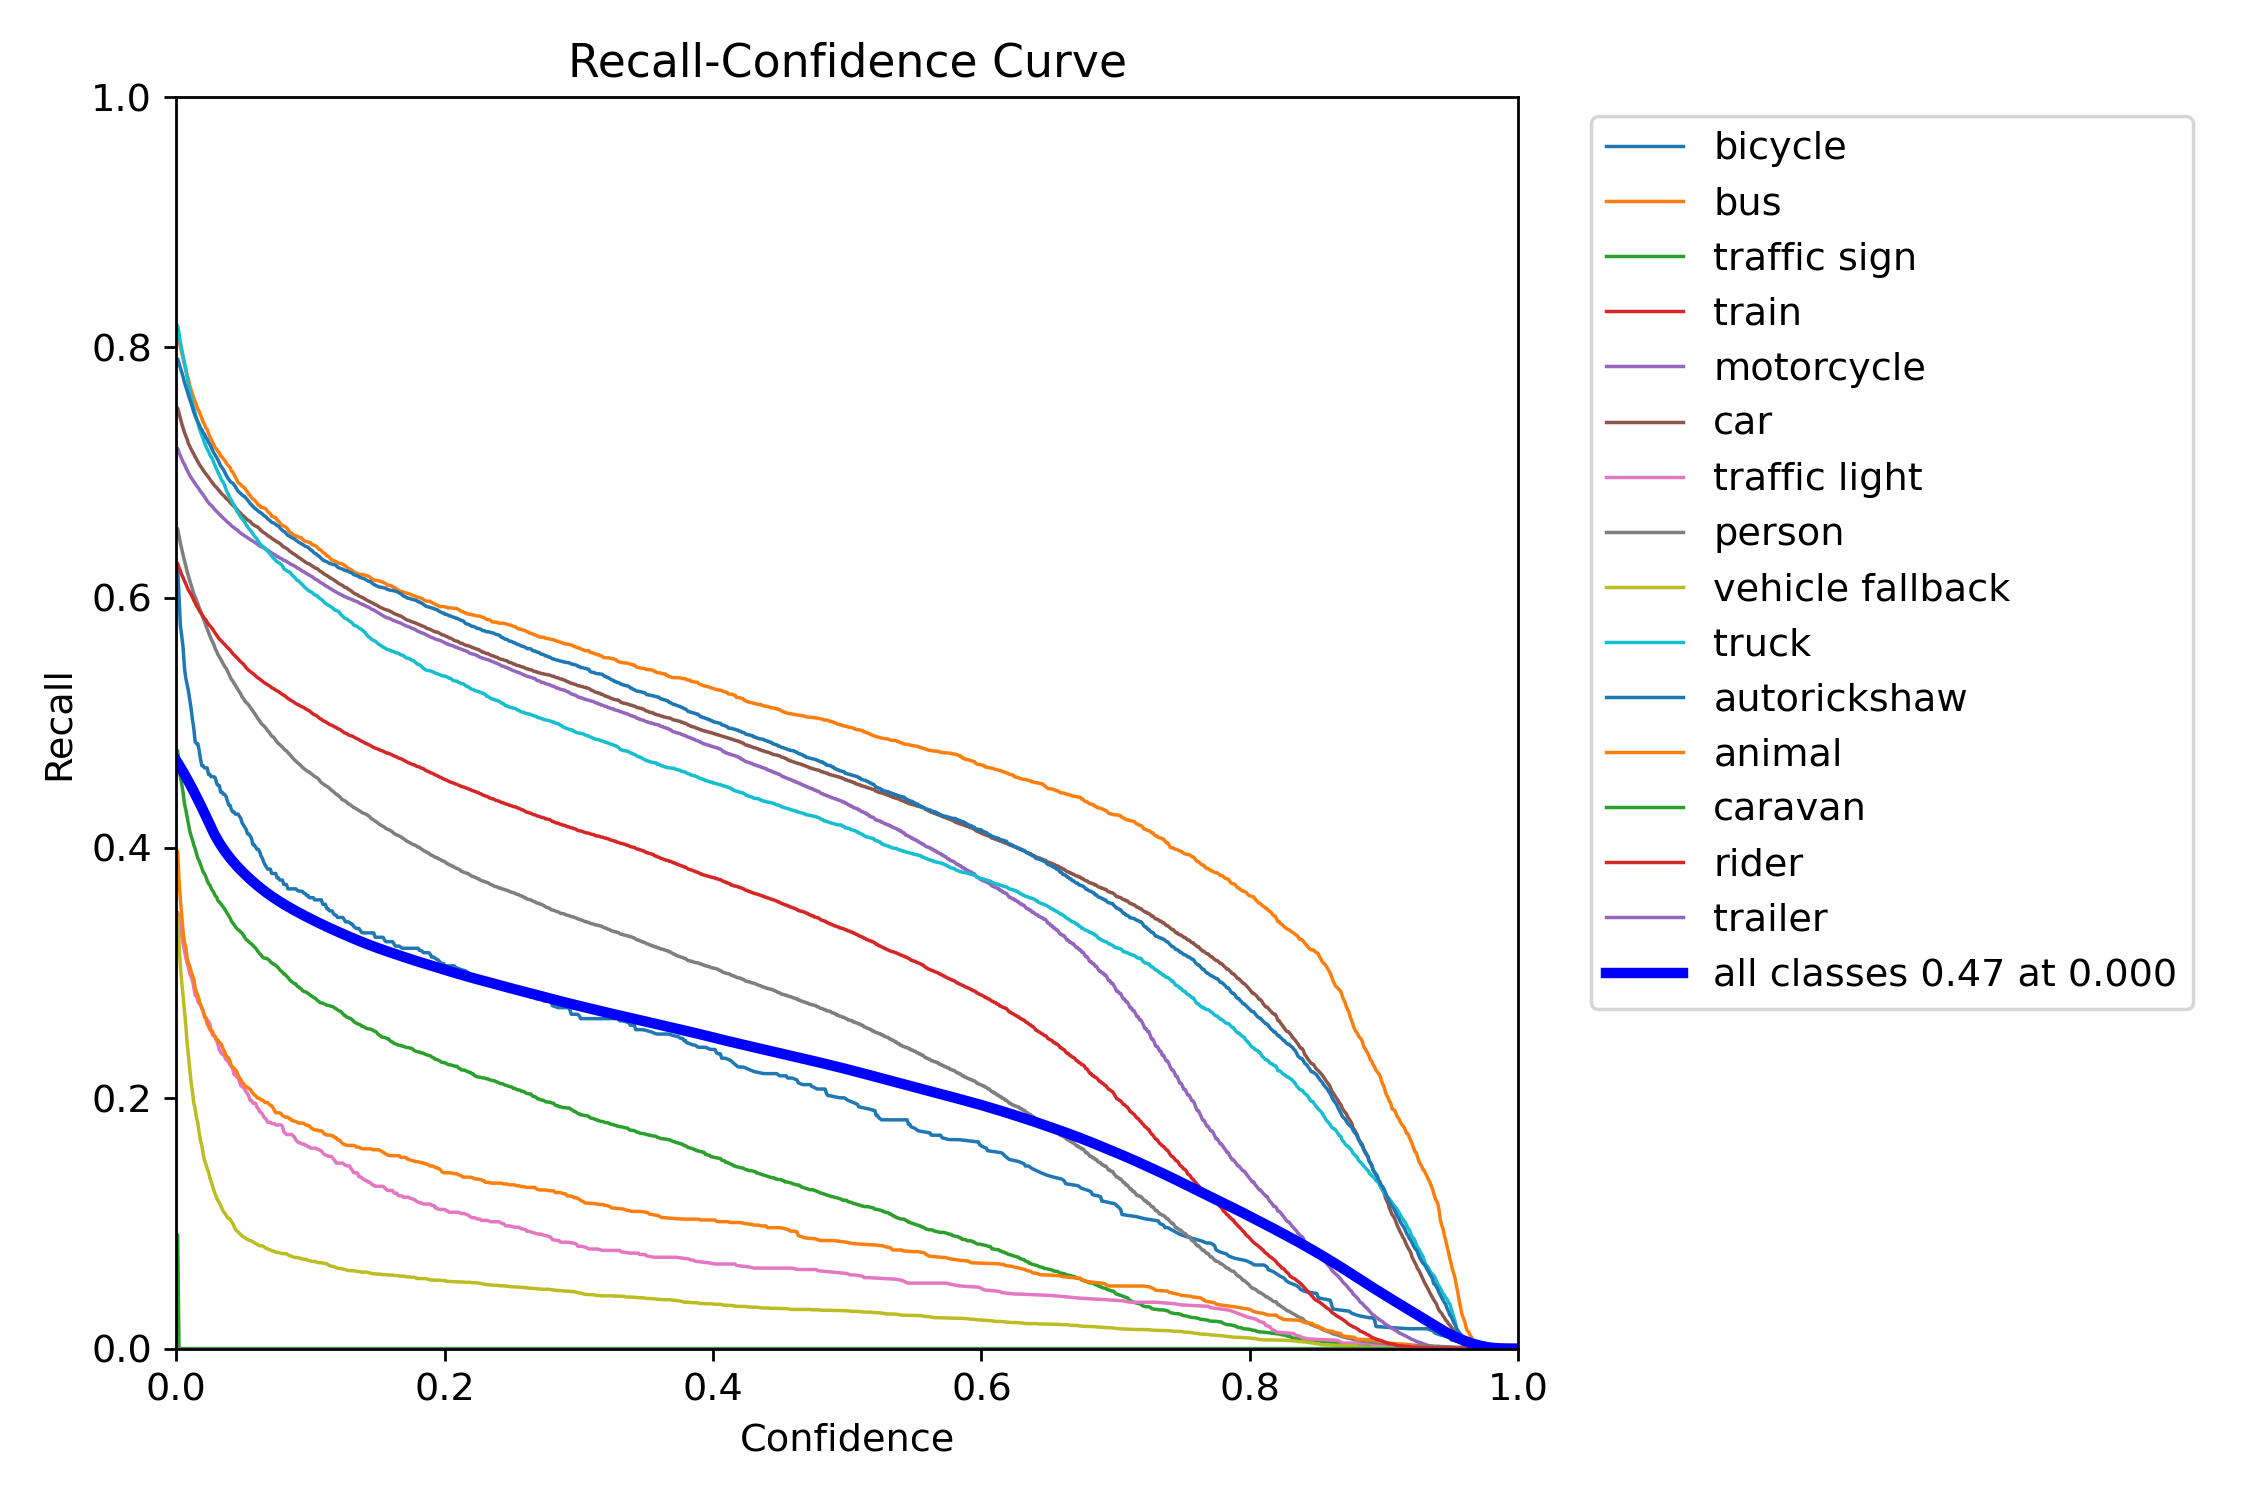 Recall-Confidence Curve
1.0
0.8
0.6
0.4
0.2
0.0
Recall
0.0 0.2 0.4 0.6 0.8 1.0
Confidence
bicycle
bus
traffic sign
train
motorcycle
car
traffic light
person
vehicle fallback
truck
autorickshaw
animal
caravan
rider
trailer
all classes 0.47 at 0.000